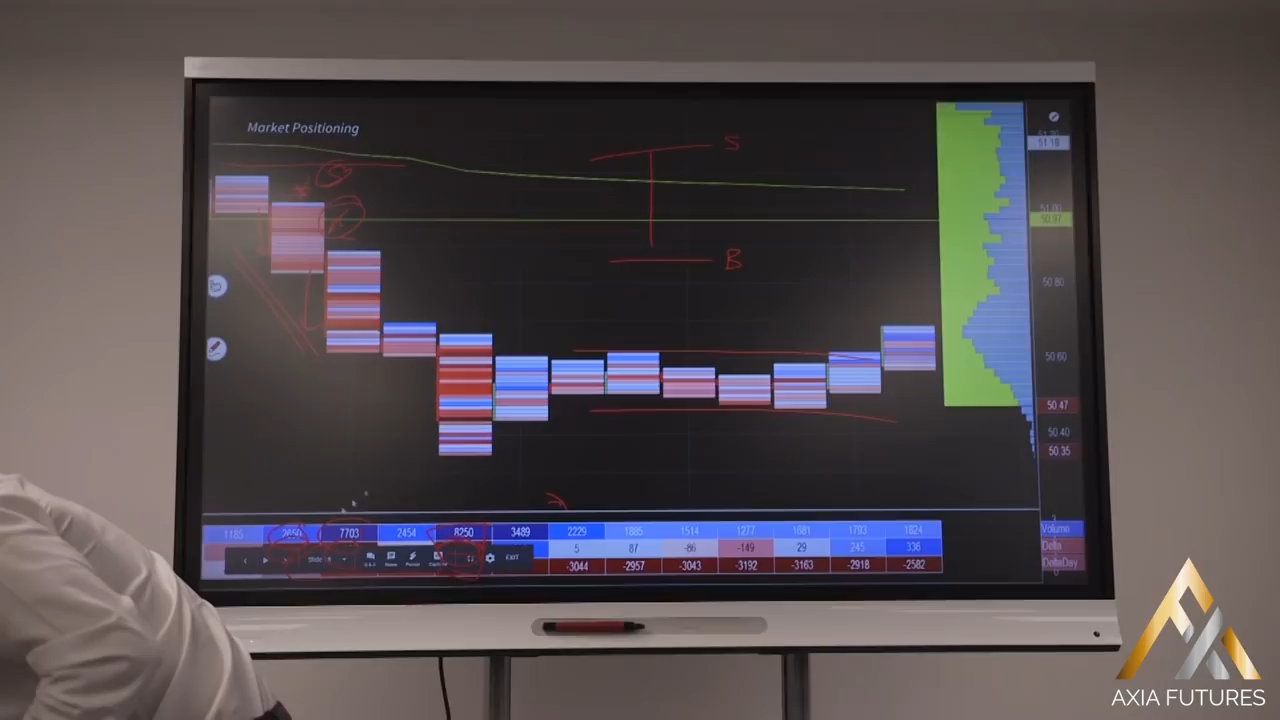 Market Positioning
S
B
51.18
51.00
50.97
50.80
50.60
50.47
50.40
50.35
1185 2650 7703 2454 8250 3489 2229 1885 1514 1277 1681 1793 1824 Volume
5 87 -86 -149 29 245 336 Delta
-3044 -2957 -3043 -3192 -3163 -2918 -2582 DeltaDay
EXIT
AXIA FUTURES